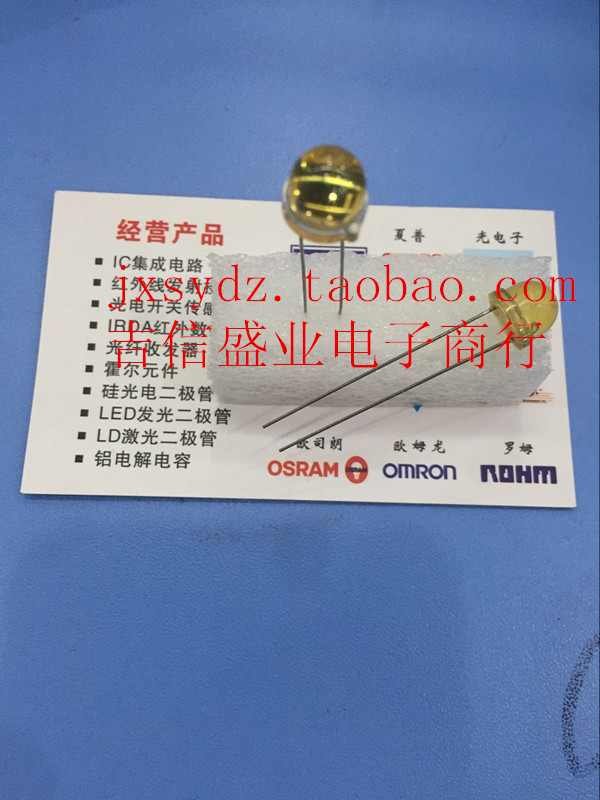 经营产品
夏普
光电子
■ IC集成电路
■ 红外线发射
■ 光电开关传感
■ IRDA红外数
■ 光纤收发器
■ 霍尔元件
■ 硅光电二极管
■ LED发光二极管
■ LD激光二极管
■ 铝电解电容
jxsydz.taobao.com
吉信盛业电子商行
欧司朗
欧姆龙
罗姆
OSRAM
OMRON
ROHM